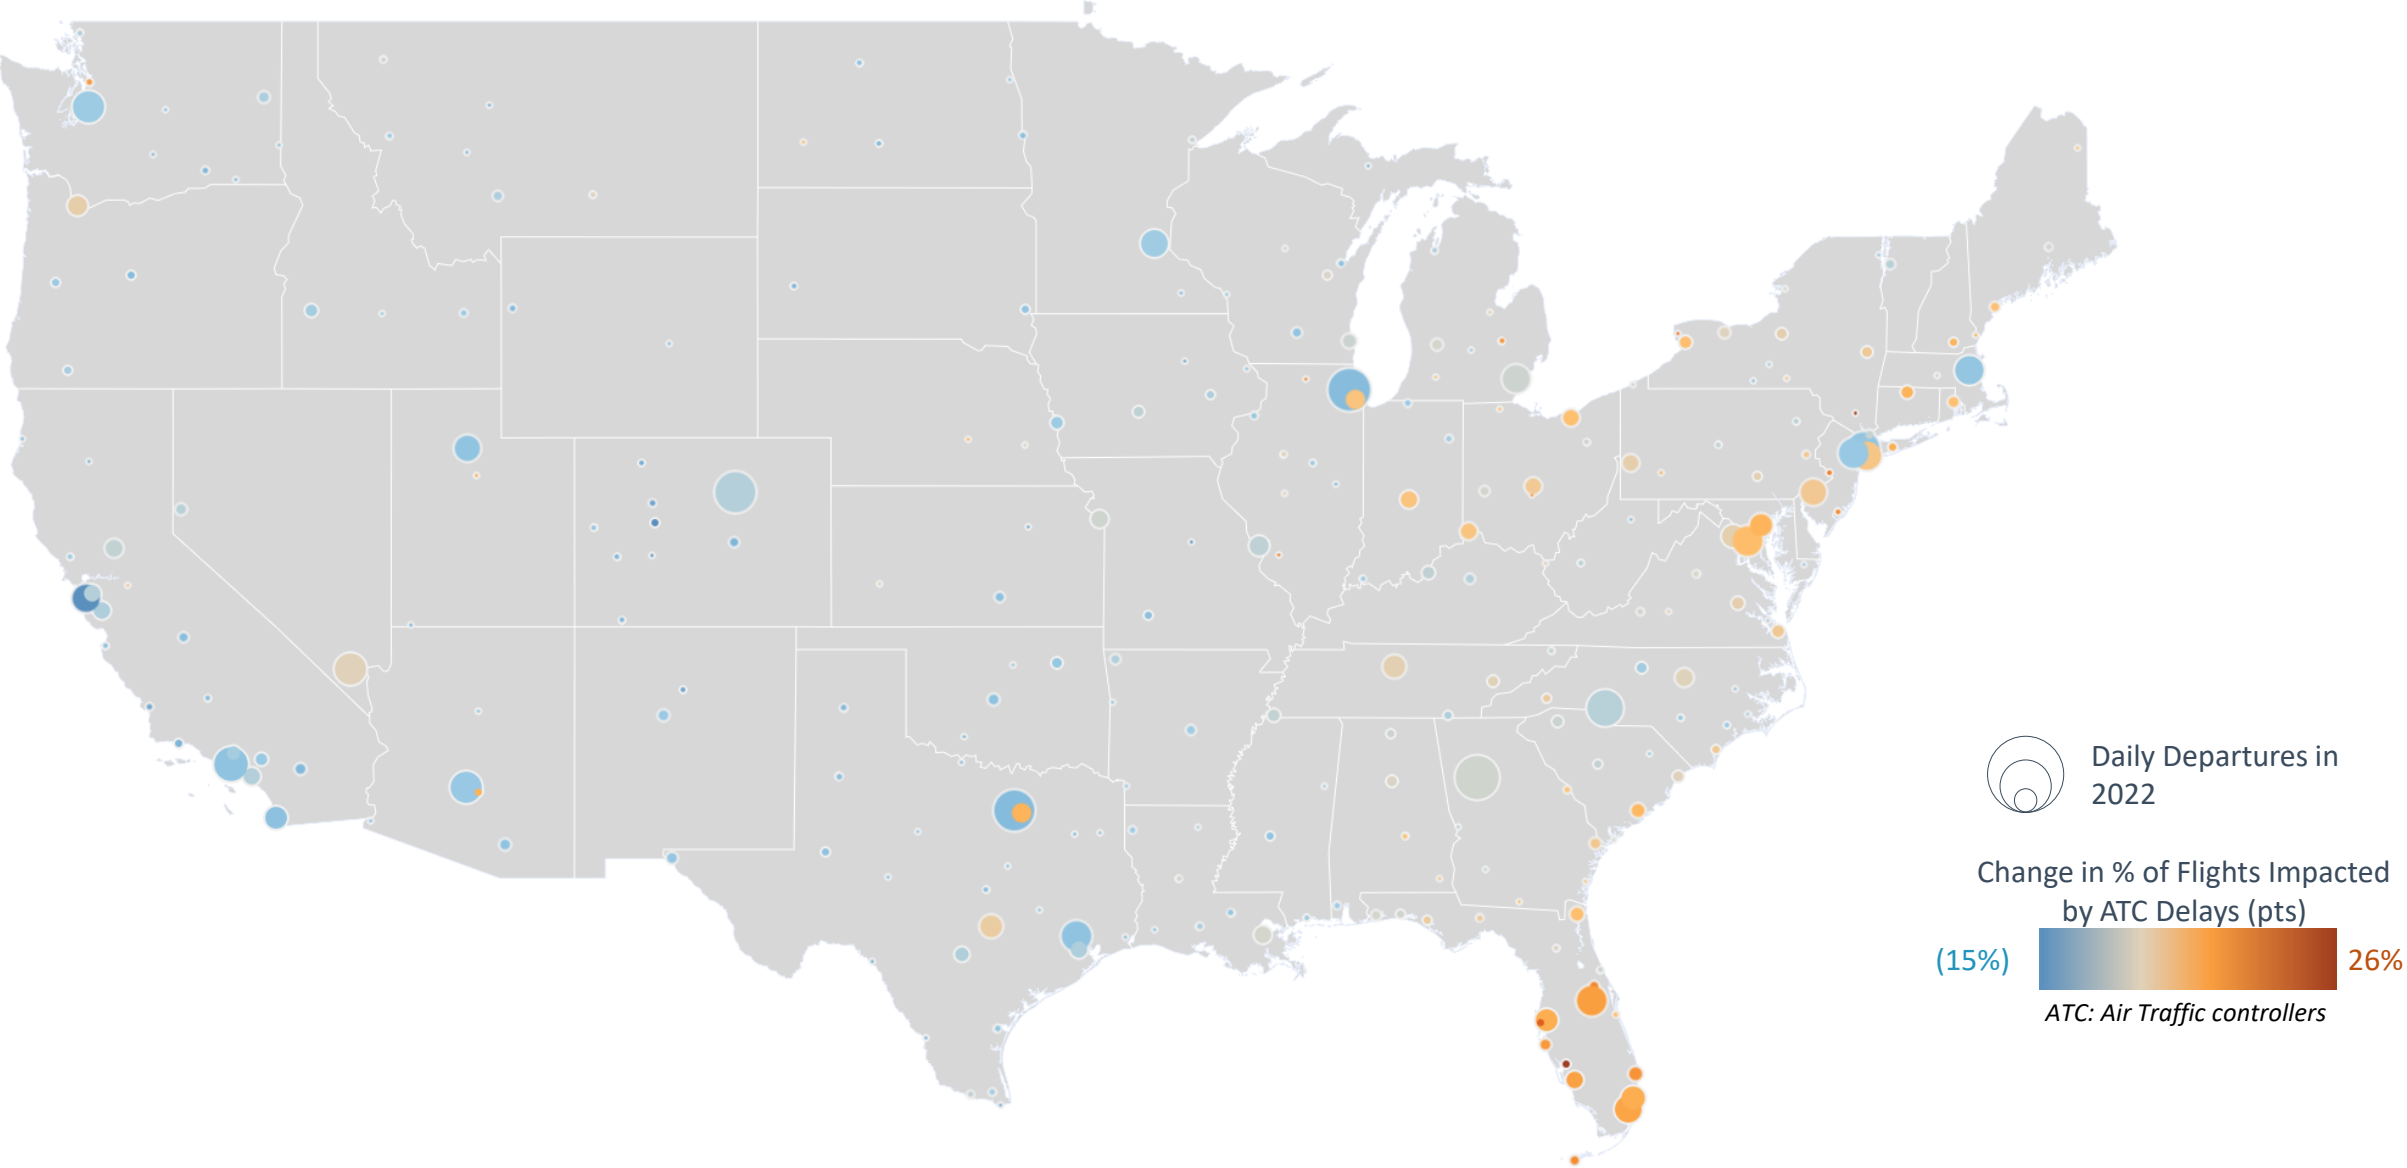 Daily Departures in
2022
Change in % of Flights Impacted
by ATC Delays (pts)
(15%)
26%
ATC: Air Traffic controllers